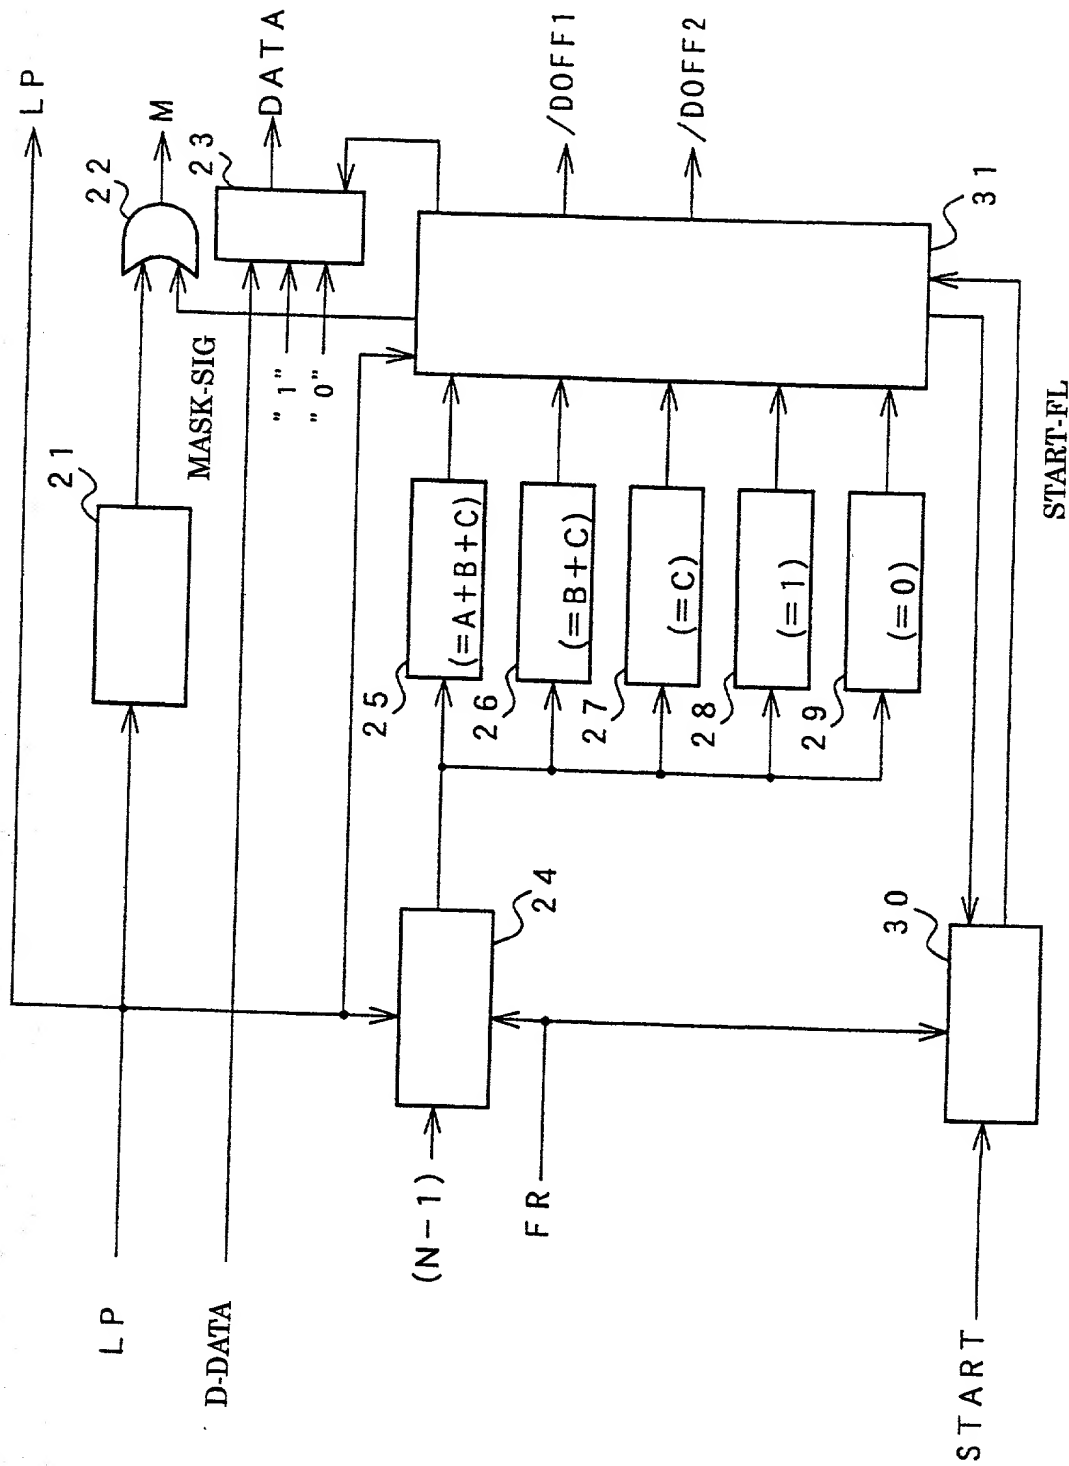 LP
D-DATA
(N-1)
FR
START
21
22
23
MASK-SIG
"1"
"0"
24
25
(=A+B+C)
26
(=B+C)
27
(=C)
28
(=1)
29
(=0)
30
31
START-FL
LP
M
DATA
/DOFF1
/DOFF2